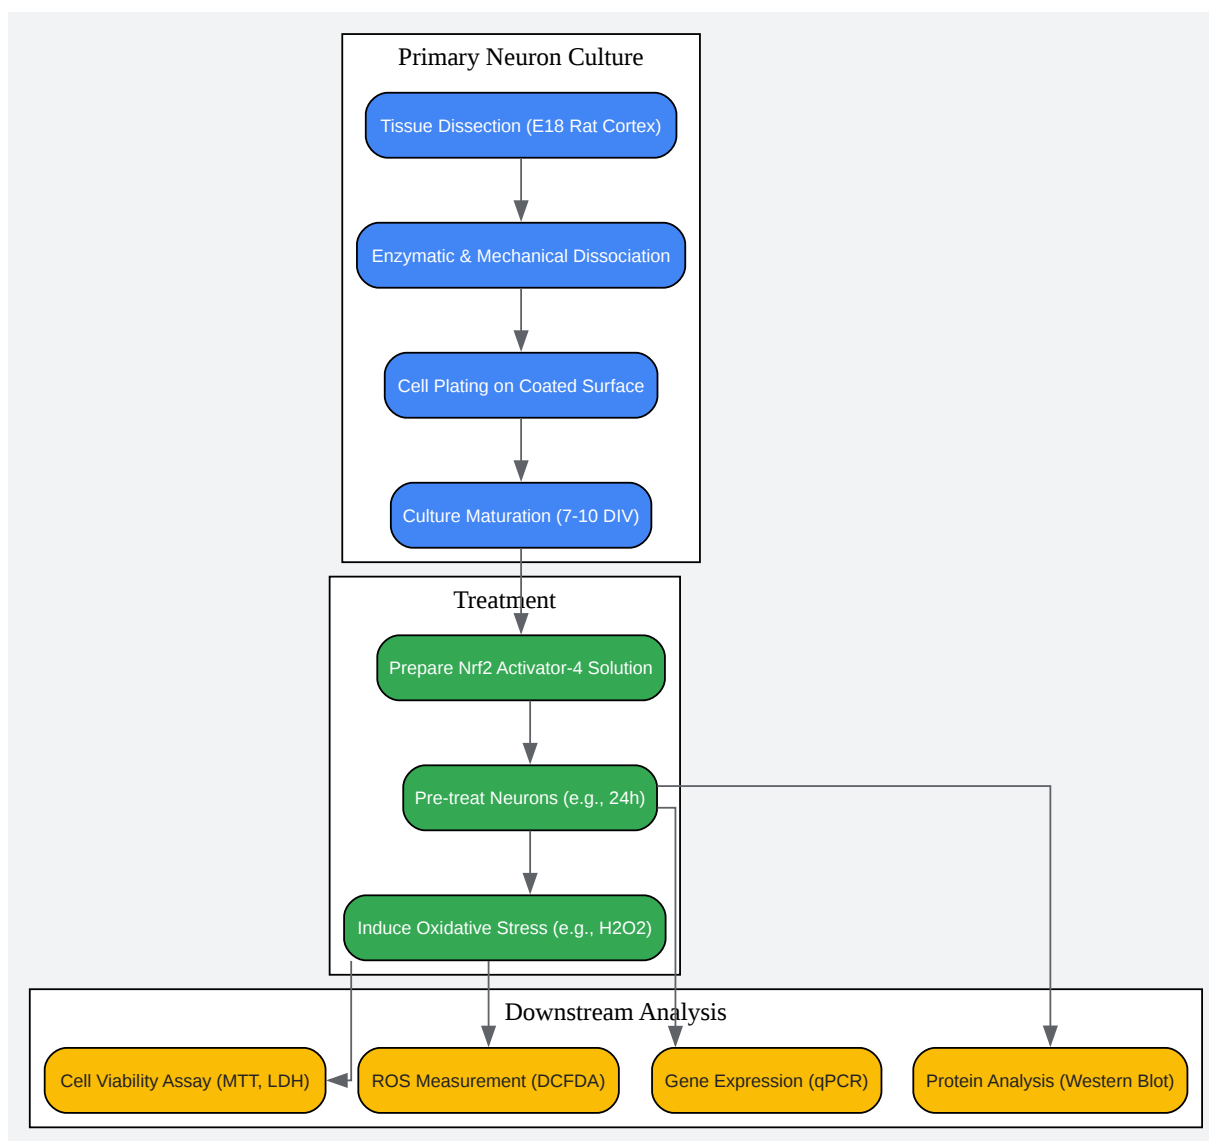 Primary Neuron Culture
Tissue Dissection (E18 Rat Cortex)
Enzymatic & Mechanical Dissociation
Cell Plating on Coated Surface
Culture Maturation (7-10 DIV)
Treatment
Prepare Nrf2 Activator-4 Solution
Pre-treat Neurons (e.g., 24h)
Induce Oxidative Stress (e.g., H2O2)
Downstream Analysis
Cell Viability Assay (MTT, LDH)
ROS Measurement (DCFDA)
Gene Expression (qPCR)
Protein Analysis (Western Blot)